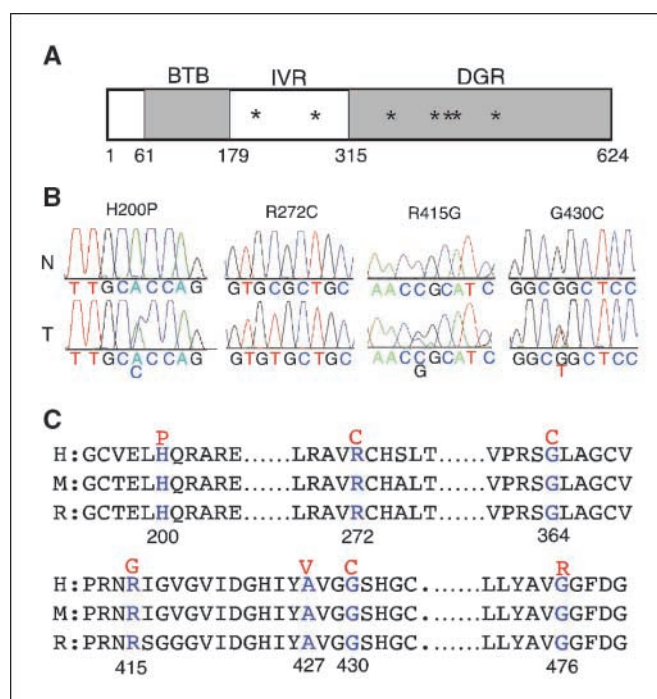 A
BTB IVR DGR
* * * * * * *
1 61 179 315 624
B
H200P R272C R415G G430C
N
TTGCACCAG GTGCGCTGC AACCGCATC GGCGGCTCC
T
TTGCACCAG GTGTGCTGC AACCGCATC GGCGGCTCC
C G T
C
P C C
H:GCVELHQRARE......LRAVRCHSLT......VPRSGLAGCV
M:GCTELHQRARE......LRAVRCHALT......VPRSGLAGCV
R:GCTELHQRARE......LRAVRCHALT......VPRSGLAGCV
200 272 364
G V C R
H:PRNRIGVGVIDGHIYAVGGSHGC.......LLYAVGGFDG
M:PRNRIGVGVIDGHIYAVGGSHGC.......LLYAVGGFDG
R:PRNRSGGGVIDGHIYAVGGSHGC.......LLYAVGGFDG
415 427 430 476